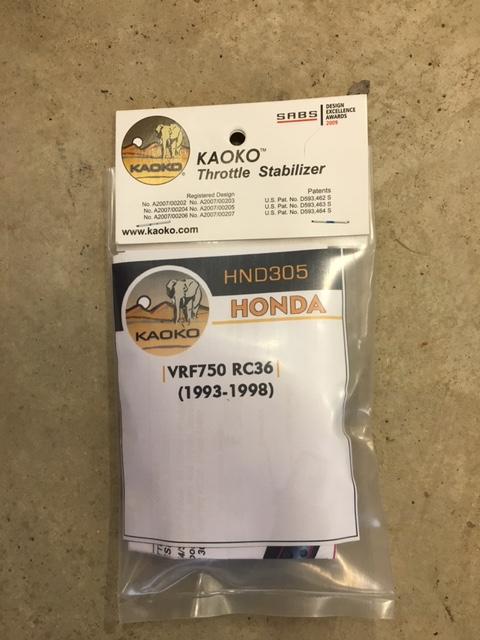 SABS
DESIGN
EXCELLENCE
AWARDS
2009
KAOKO
KAOKO™
Throttle Stabilizer
Registered Design
No. A2007/00202 No. A2007/00203
No. A2007/00204 No. A2007/00205
No. A2007/00206 No. A2007/00207
Patents
U.S. Pat. No. D593,462 S
U.S. Pat. No. D593,463 S
U.S. Pat. No. D593,464 S
www.kaoko.com
HND305
HONDA
KAOKO
VRF750 RC36
(1993-1998)